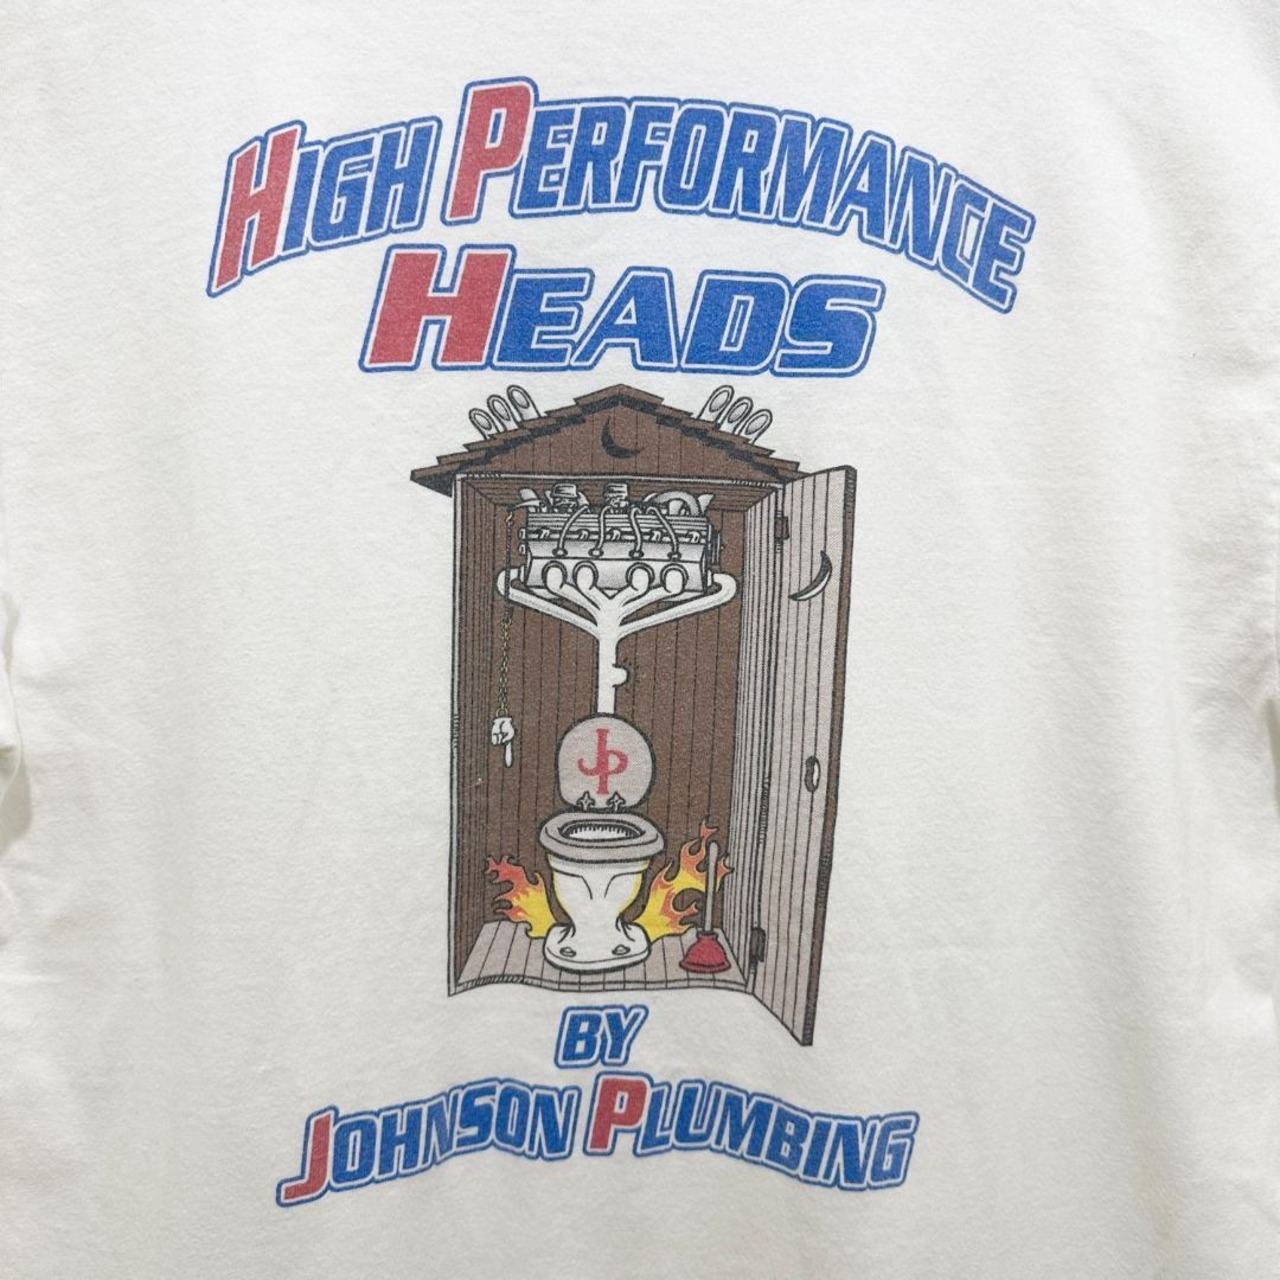 HIGH PERFORMANCE
HEADS
JP
BY
JOHNSON PLUMBING